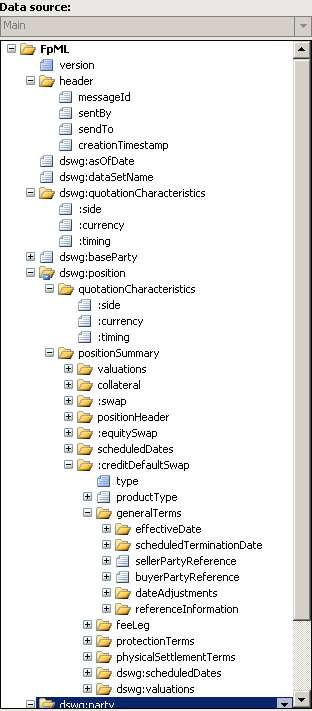 Data source:
Main
FpML
version
header
messageId
sentBy
sendTo
creationTimestamp
dswg:asOfDate
dswg:dataSetName
dswg:quotationCharacteristics
:side
:currency
:timing
dswg:baseParty
dswg:position
quotationCharacteristics
:side
:currency
:timing
positionSummary
valuations
collateral
:swap
positionHeader
:equitySwap
scheduledDates
:creditDefaultSwap
type
productType
generalTerms
effectiveDate
scheduledTerminationDate
sellerPartyReference
buyerPartyReference
dateAdjustments
referenceInformation
feeLeg
protectionTerms
physicalSettlementTerms
dswg:scheduledDates
dswg:valuations
dswg:party